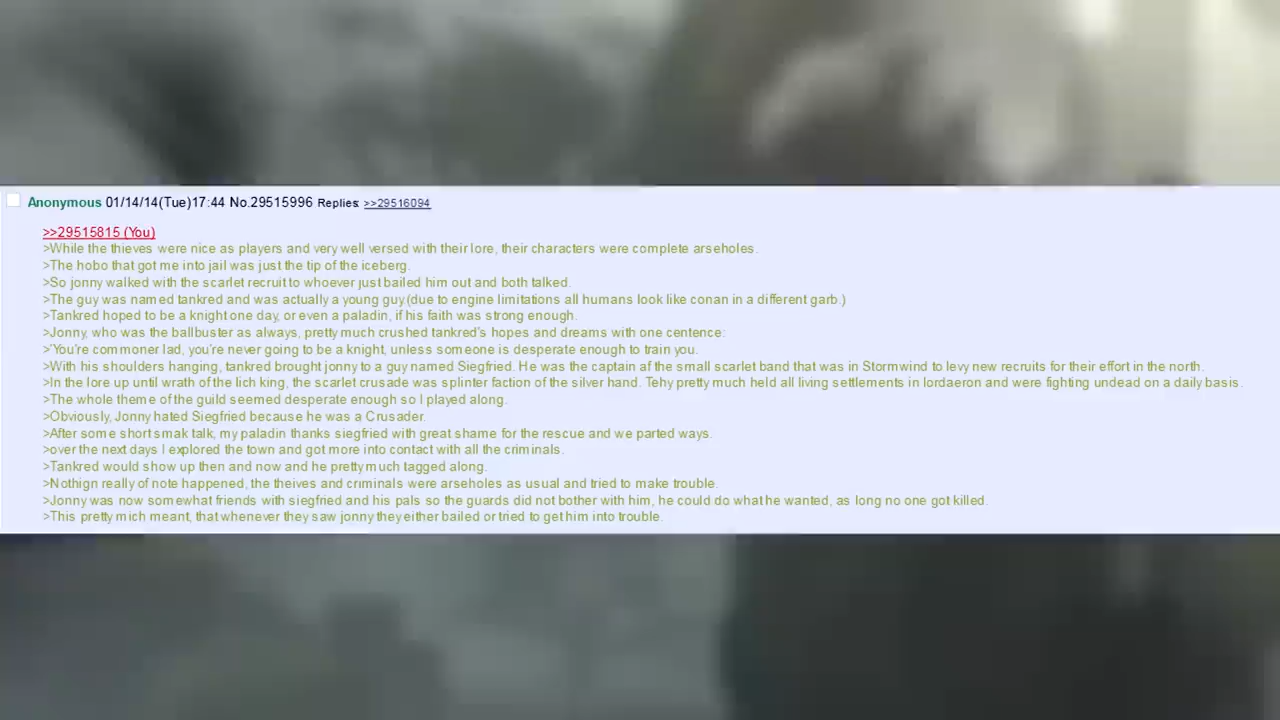 Anonymous 01/14/14(Tue)17:44 No.29515996 Replies: >>29516094
>>29515815 (You)
>While the thieves were nice as players and very well versed with their lore, their characters were complete arseholes.
>The hobo that got me into jail was just the tip of the iceberg.
>So jonny walked with the scarlet recruit to whoever just bailed him out and both talked.
>The guy was named tankred and was actually a young guy.(due to engine limitations all humans look like conan in a different garb.)
>Tankred hoped to be a knight one day, or even a paladin, if his faith was strong enough.
>Jonny, who was the ballbuster as always, pretty much crushed tankred's hopes and dreams with one centence:
>'You're commoner lad, you're never going to be a knight, unless someone is desperate enough to train you.
>With his shoulders hanging, tankred brought jonny to a guy named Siegfried. He was the captain af the small scarlet band that was in Stormwind to levy new recruits for their effort in the north.
>In the lore up until wrath of the lich king, the scarlet crusade was splinter faction of the silver hand. Tehy pretty much held all living settlements in lordaeron and were fighting undead on a daily basis.
>The whole theme of the guild seemed desperate enough so I played along.
>Obviously, Jonny hated Siegfried because he was a Crusader.
>After some short smak talk, my paladin thanks siegfried with great shame for the rescue and we parted ways.
>over the next days I explored the town and got more into contact with all the criminals.
>Tankred would show up then and now and he pretty much tagged along.
>Nothign really of note happened, the theives and criminals were arseholes as usual and tried to make trouble.
>Jonny was now somewhat friends with siegfried and his pals so the guards did not bother with him, he could do what he wanted, as long no one got killed.
>This pretty mich meant, that whenever they saw jonny they either bailed or tried to get him into trouble.